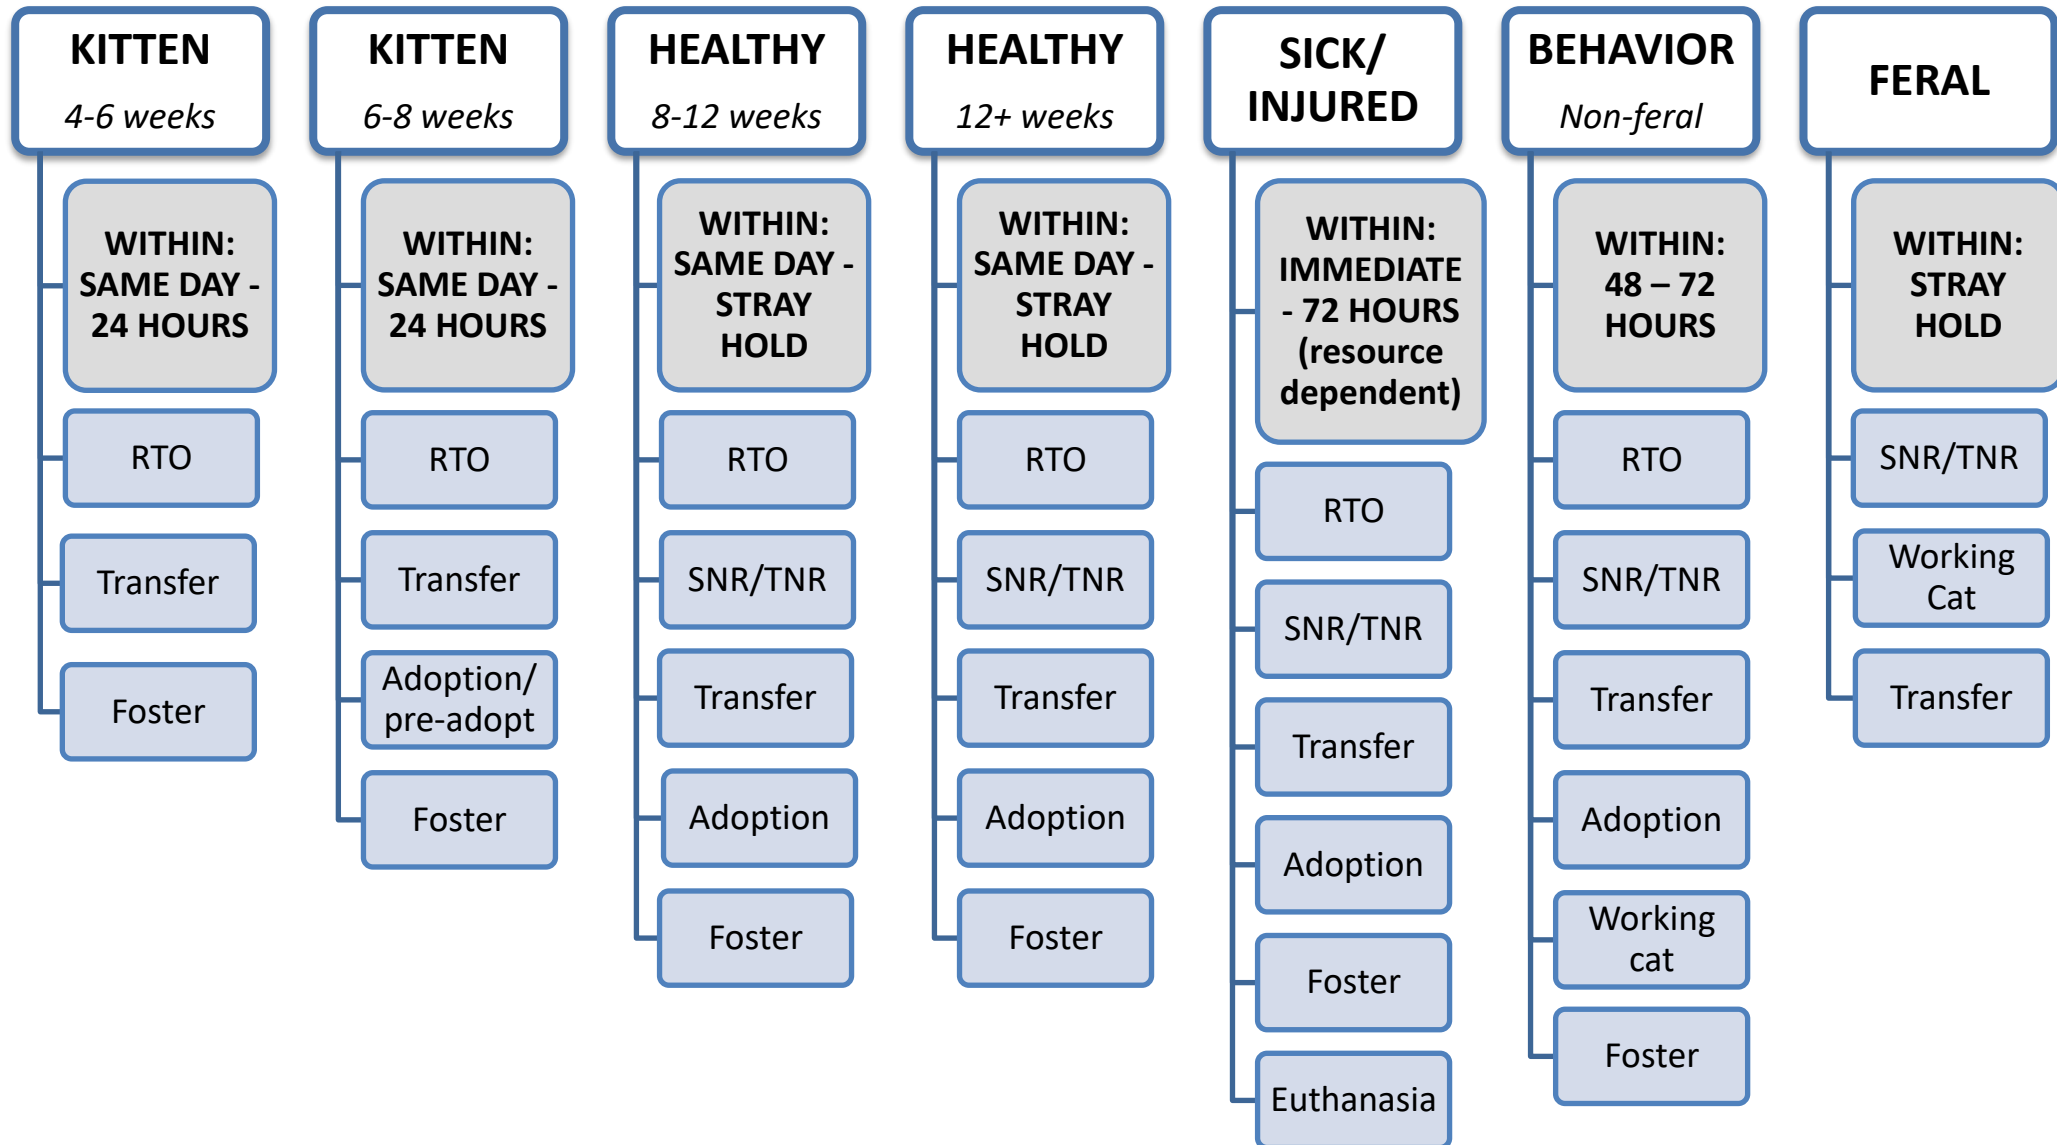 KITTEN
4-6 weeks
WITHIN:
SAME DAY -
24 HOURS
RTO
Transfer
Foster
KITTEN
6-8 weeks
WITHIN:
SAME DAY -
24 HOURS
RTO
Transfer
Adoption/
pre-adopt
Foster
HEALTHY
8-12 weeks
WITHIN:
SAME DAY -
STRAY
HOLD
RTO
SNR/TNR
Transfer
Adoption
Foster
HEALTHY
12+ weeks
WITHIN:
SAME DAY -
STRAY
HOLD
RTO
SNR/TNR
Transfer
Adoption
Foster
SICK/
INJURED
WITHIN:
IMMEDIATE
- 72 HOURS
(resource
dependent)
RTO
SNR/TNR
Transfer
Adoption
Foster
Euthanasia
BEHAVIOR
Non-feral
WITHIN:
48 – 72
HOURS
RTO
SNR/TNR
Transfer
Adoption
Working
cat
Foster
FERAL
WITHIN:
STRAY
HOLD
SNR/TNR
Working
Cat
Transfer